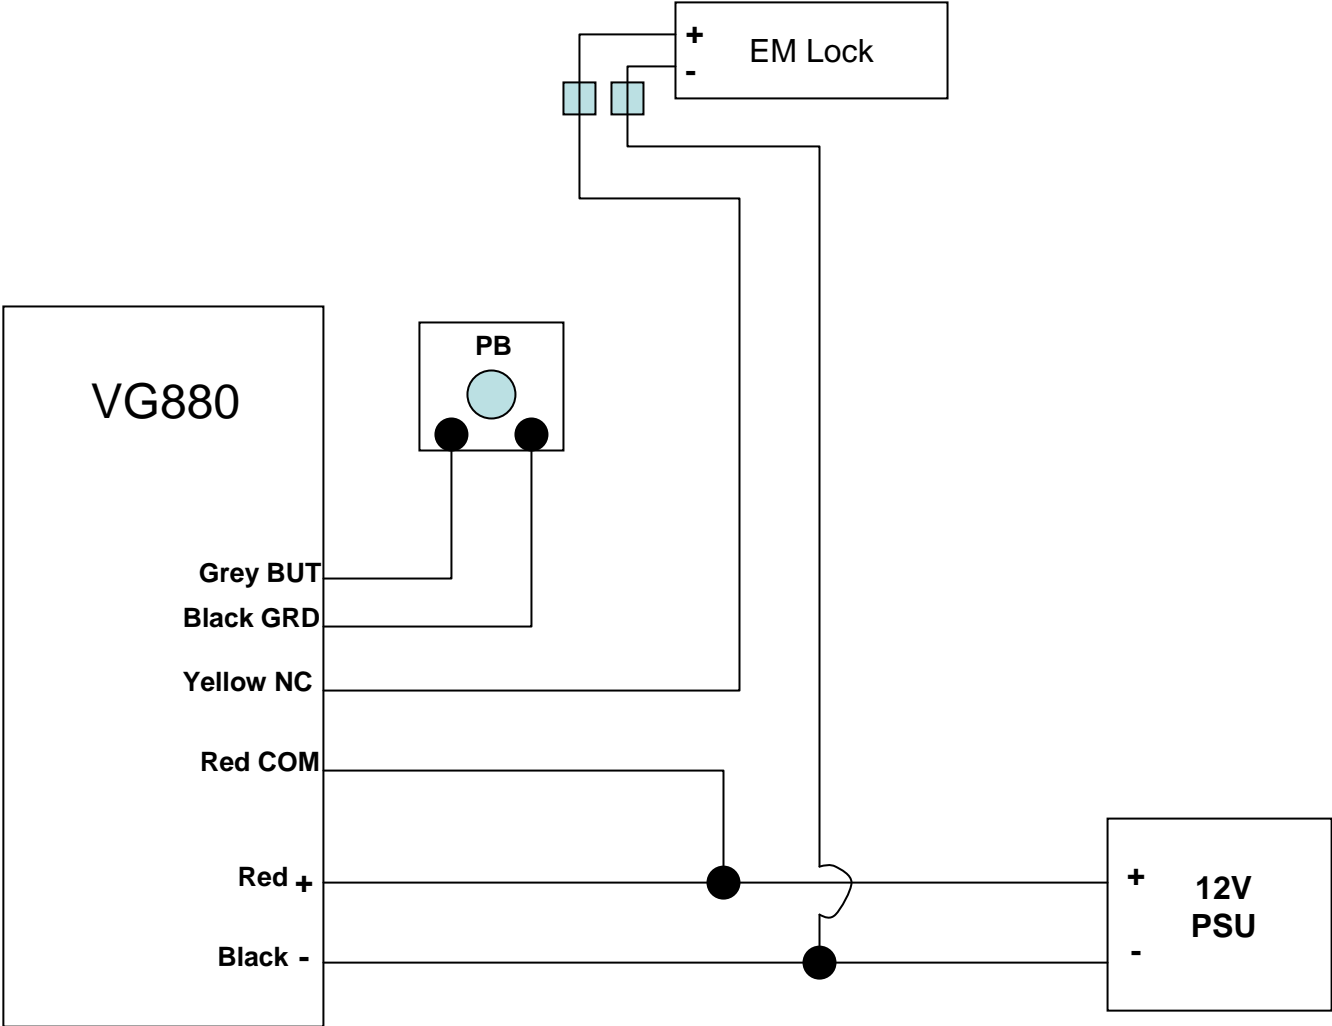 +
EM Lock
-
PB
VG880
Grey BUT
Black GRD
Yellow NC
Red COM
Red +
Black -
+
12V
PSU
-